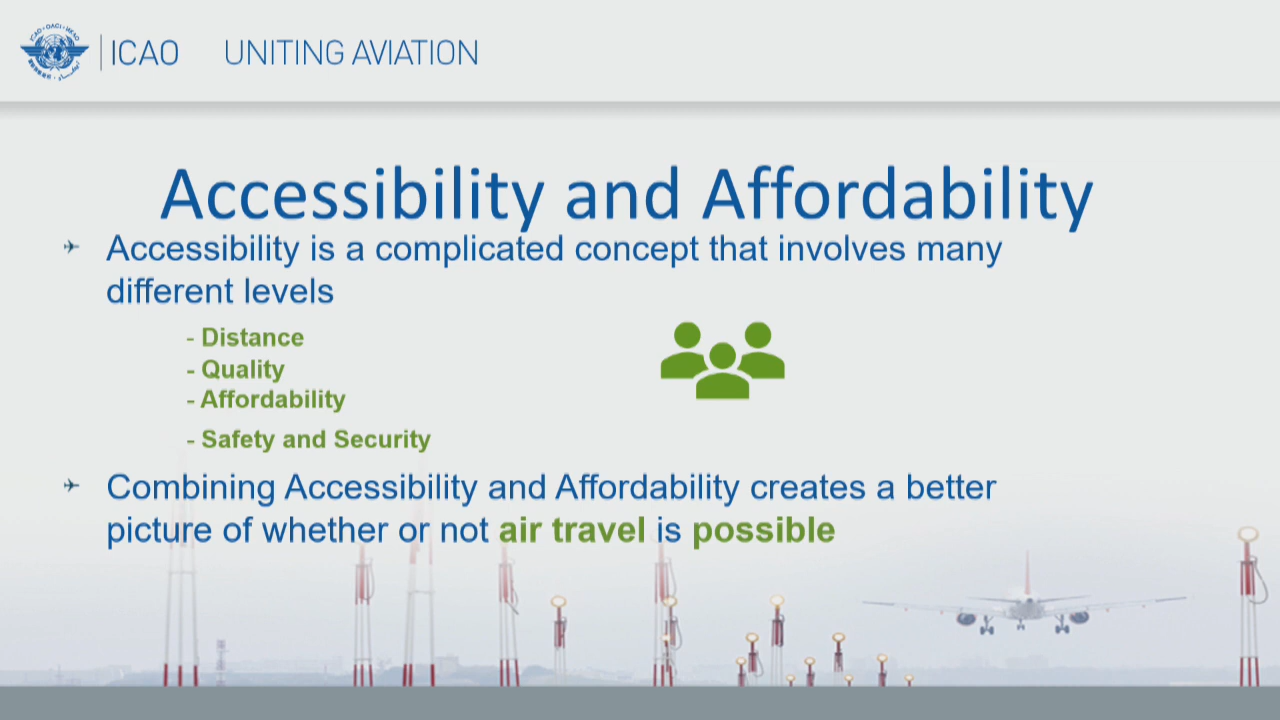 ICAO UNITING AVIATION
Accessibility and Affordability
Accessibility is a complicated concept that involves many
different levels
- Distance
- Quality
- Affordability
- Safety and Security
Combining Accessibility and Affordability creates a better
picture of whether or not air travel is possible